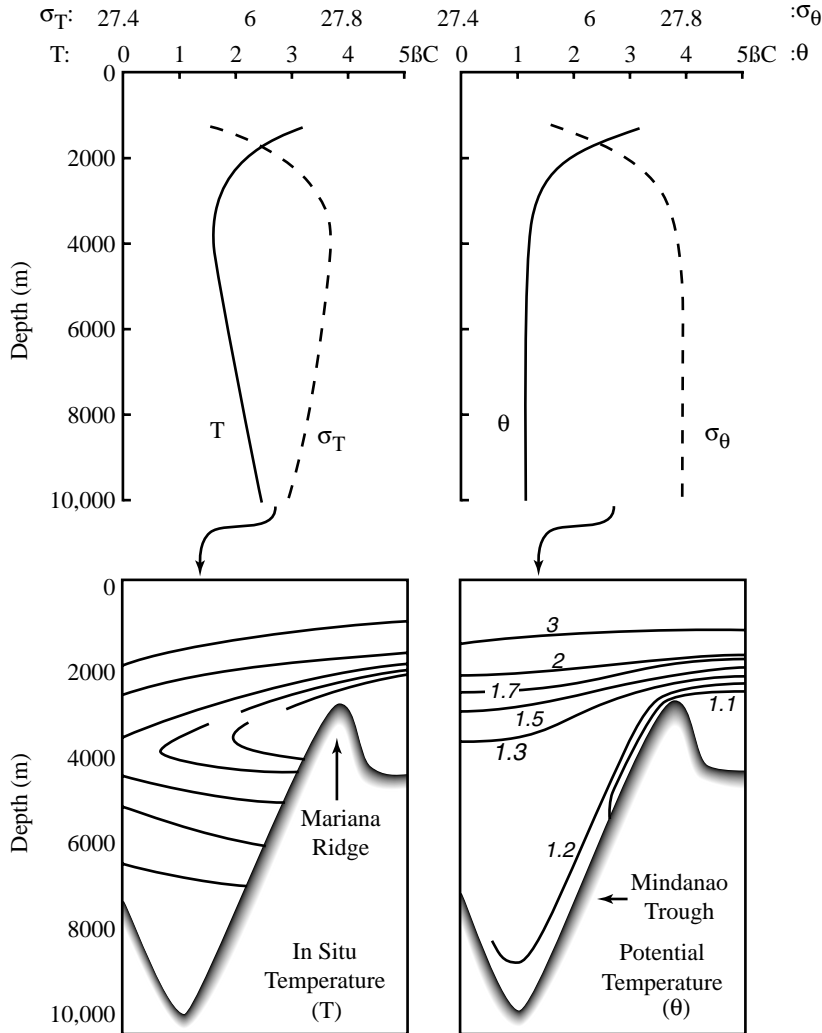 σT: 27.4 6 27.8 27.4 6 27.8 :σθ
T: 0 1 2 3 4 5ßC 0 1 2 3 4 5ßC :θ
0
2000
4000
6000
8000
10,000
Depth (m)
T
σT
θ
σθ
0
2000
4000
6000
8000
10,000
Depth (m)
Mariana
Ridge
In Situ
Temperature
(T)
3
2
1.7
1.5
1.3
1.1
1.2
Mindanao
Trough
Potential
Temperature
(θ)